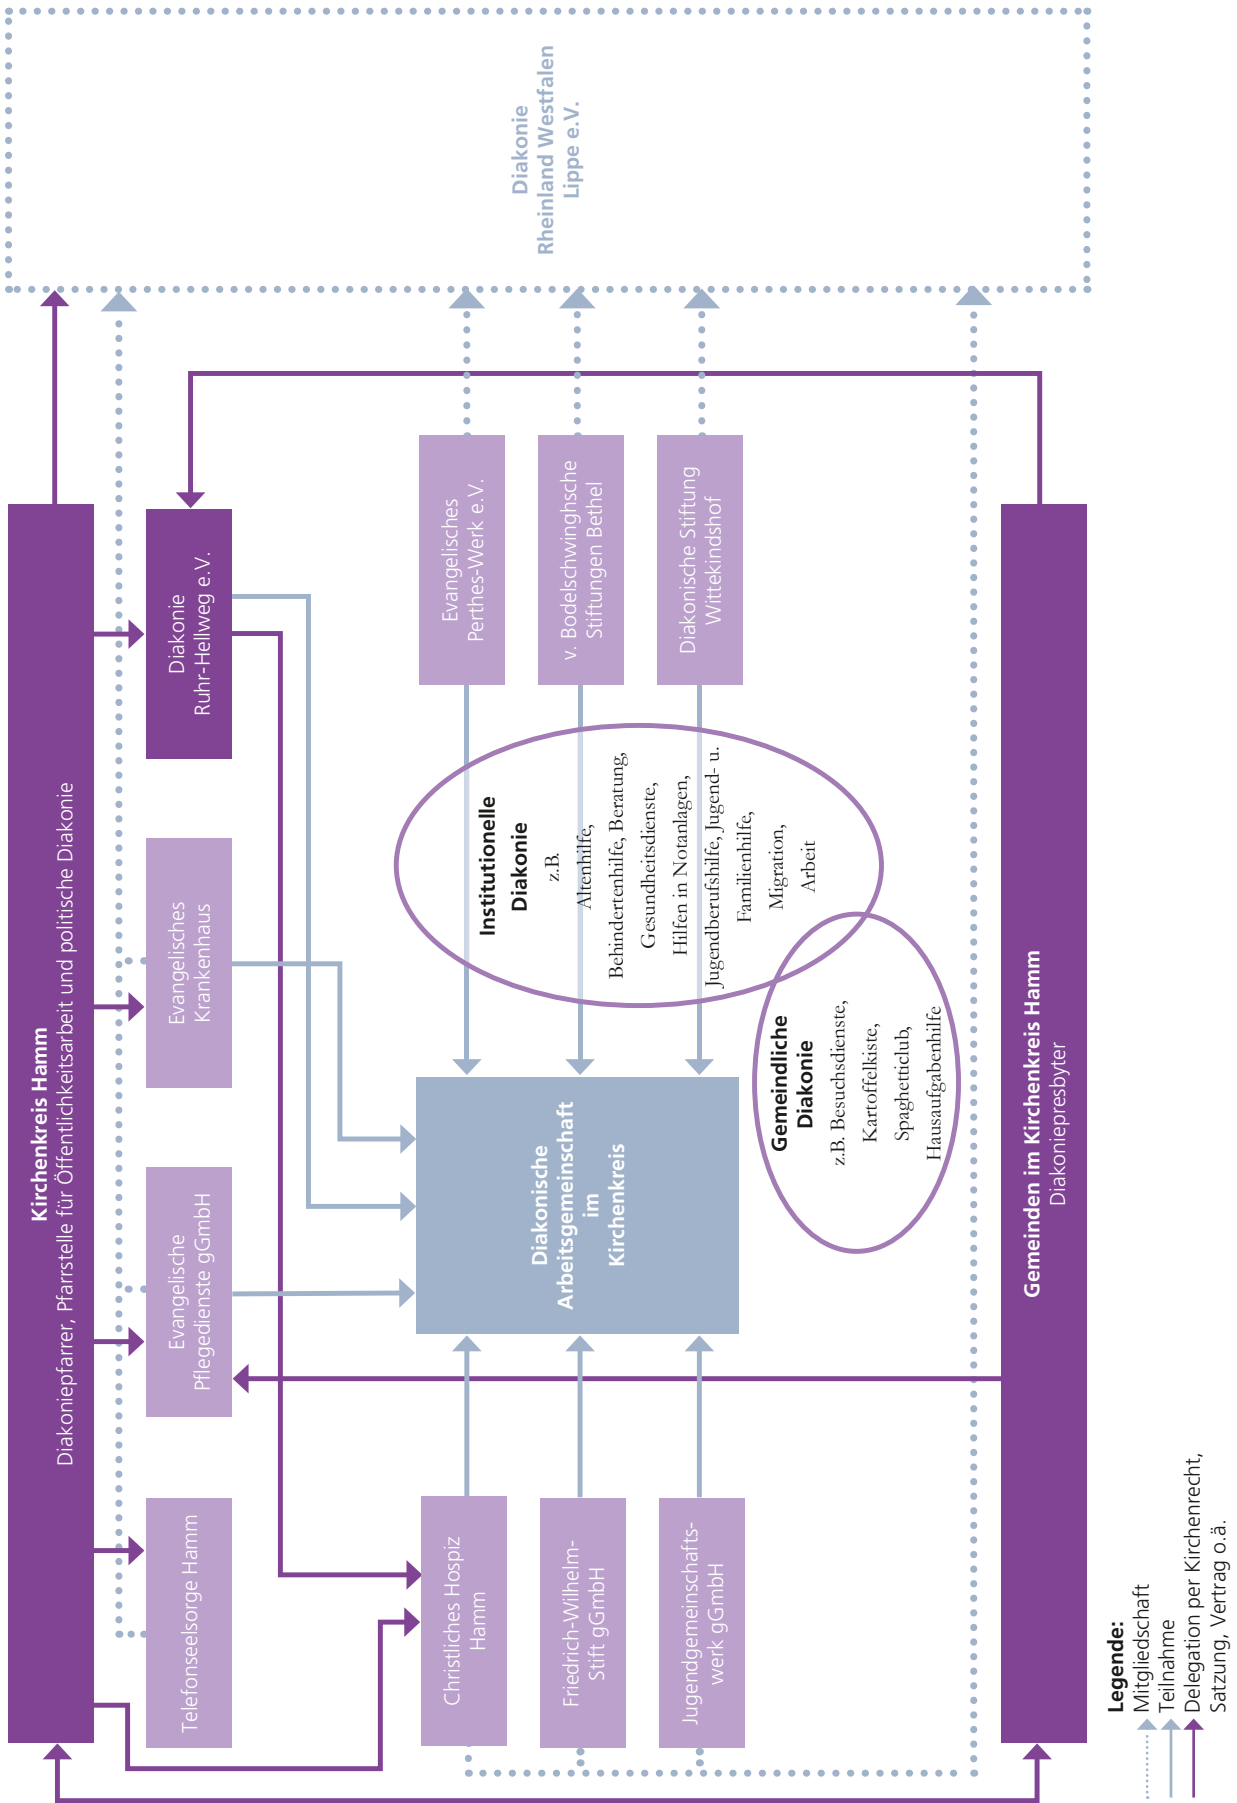 Kirchenkreis Hamm
Diakoniepfarrer, Pfarrstelle für Öffentlichkeitsarbeit und politische Diakonie
Telefonseelsorge Hamm
Evangelische
Pflegedienste gGmbH
Evangelisches
Krankenhaus
Diakonie
Ruhr-Hellweg e.V.
Christliches Hospiz
Hamm
Friedrich-Wilhelm-
Stift gGmbH
Jugendgemeinschafts-
werk gGmbH
Diakonische
Arbeitsgemeinschaft
im
Kirchenkreis
Institutionelle
Diakonie
z.B.
Altenhilfe,
Behindertenhilfe, Beratung,
Gesundheitsdienste,
Hilfen in Notanlagen,
Jugendberufshilfe, Jugend- u.
Familienhilfe,
Migration,
Arbeit
Gemeindliche
Diakonie
z.B. Besuchsdienste,
Kartoffelkiste,
Spaghetticlub,
Hausaufgabenhilfe
Evangelisches
Perthes-Werk e.V.
v. Bodelschwinghsche
Stiftungen Bethel
Diakonische Stiftung
Wittekindshof
Diakonie
Rheinland Westfalen
Lippe e.V.
Gemeinden im Kirchenkreis Hamm
Diakoniepresbyter
Legende:
Mitgliedschaft
Teilnahme
Delegation per Kirchenrecht,
Satzung, Vertrag o.ä.